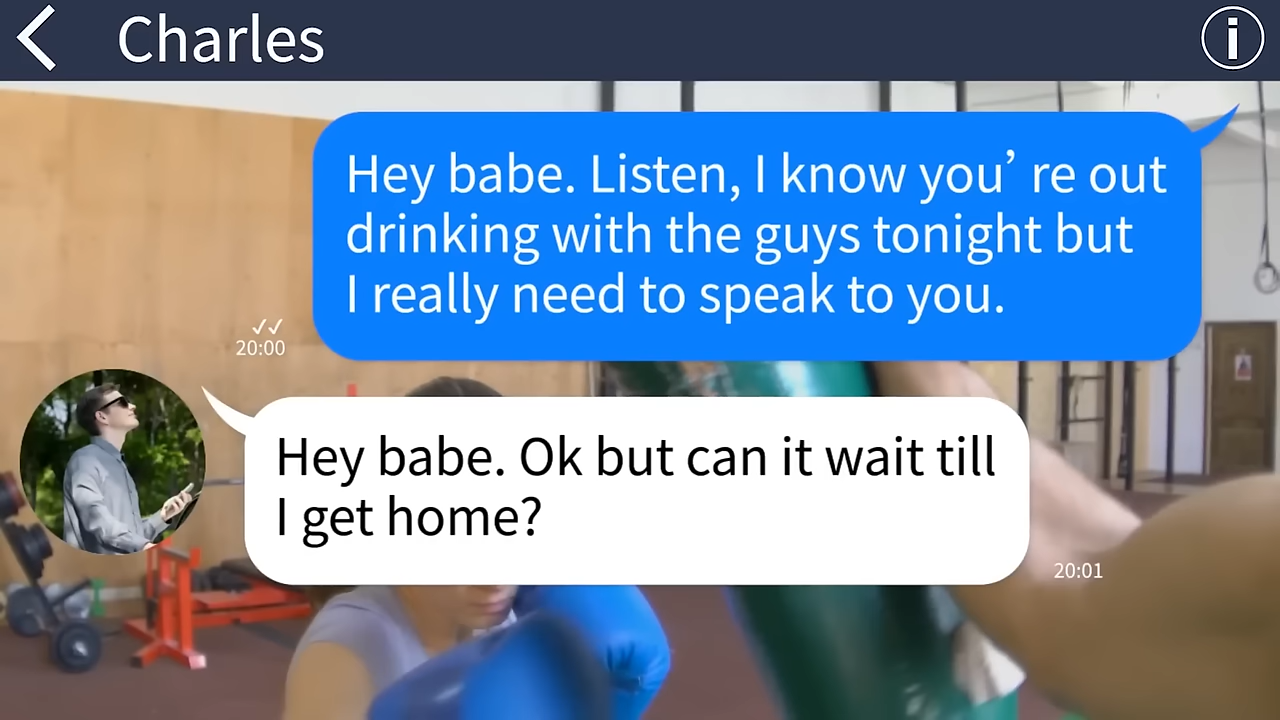 Charles
Hey babe. Listen, I know you’ re out
drinking with the guys tonight but
I really need to speak to you.
20:00
Hey babe. Ok but can it wait till
I get home?
20:01